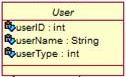 User
userID : int
userName : String
userType : int